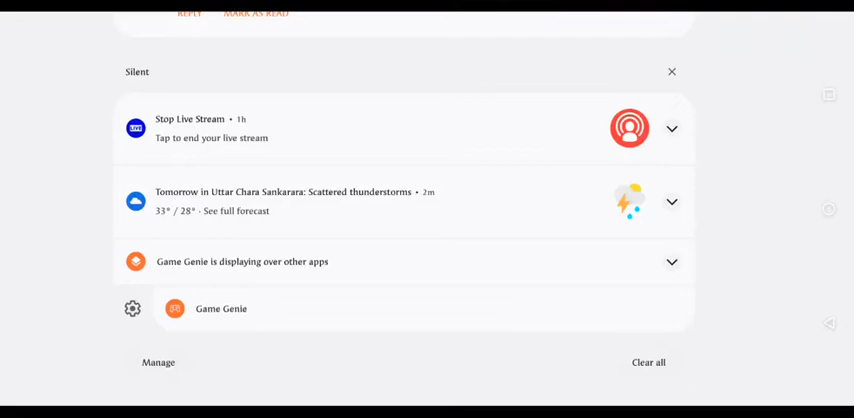 REPLY MARK AS READ
Silent
Stop Live Stream • 1h
LIVE
Tap to end your live stream
Tomorrow in Uttar Chara Sankarara: Scattered thunderstorms • 2m
33° / 28° · See full forecast
Game Genie is displaying over other apps
Game Genie
Manage Clear all